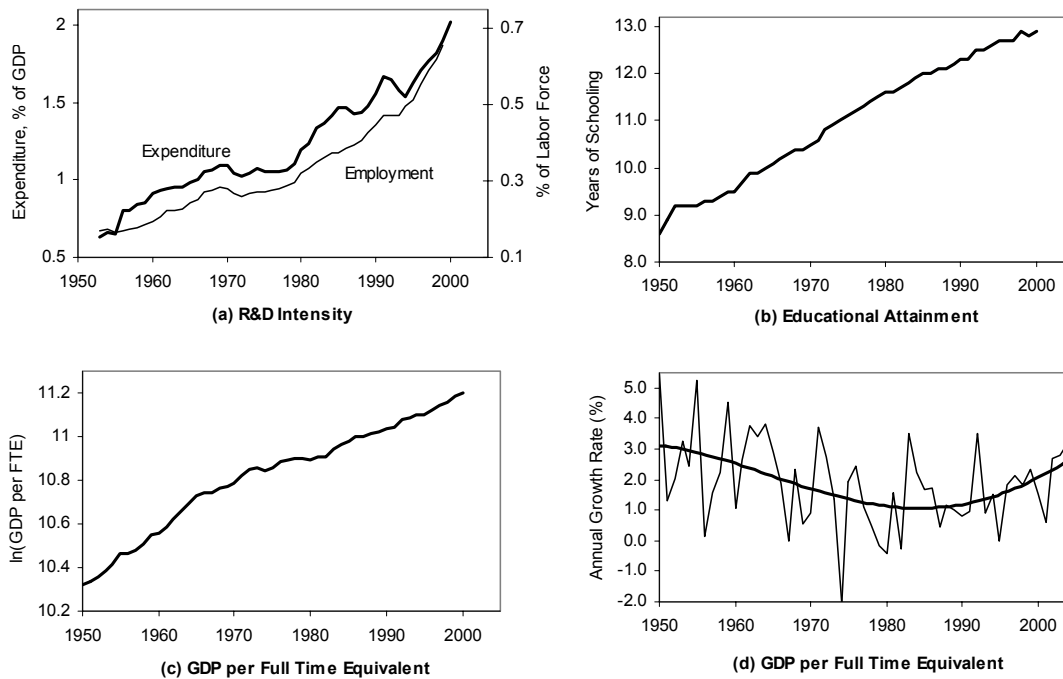 Expenditure, % of GDP
2
1.5
1
0.5
Expenditure
Employment
0.7
0.5
0.3
0.1
% of Labor Force
1950 1960 1970 1980 1990 2000
(a) R&D Intensity
Years of Schooling
13.0
12.0
11.0
10.0
9.0
8.0
1950 1960 1970 1980 1990 2000
(b) Educational Attainment
ln(GDP per FTE)
11.2
11
10.8
10.6
10.4
10.2
1950 1960 1970 1980 1990 2000
(c) GDP per Full Time Equivalent
Annual Growth Rate (%)
5.0
4.0
3.0
2.0
1.0
0.0
-1.0
-2.0
1950 1960 1970 1980 1990 2000
(d) GDP per Full Time Equivalent